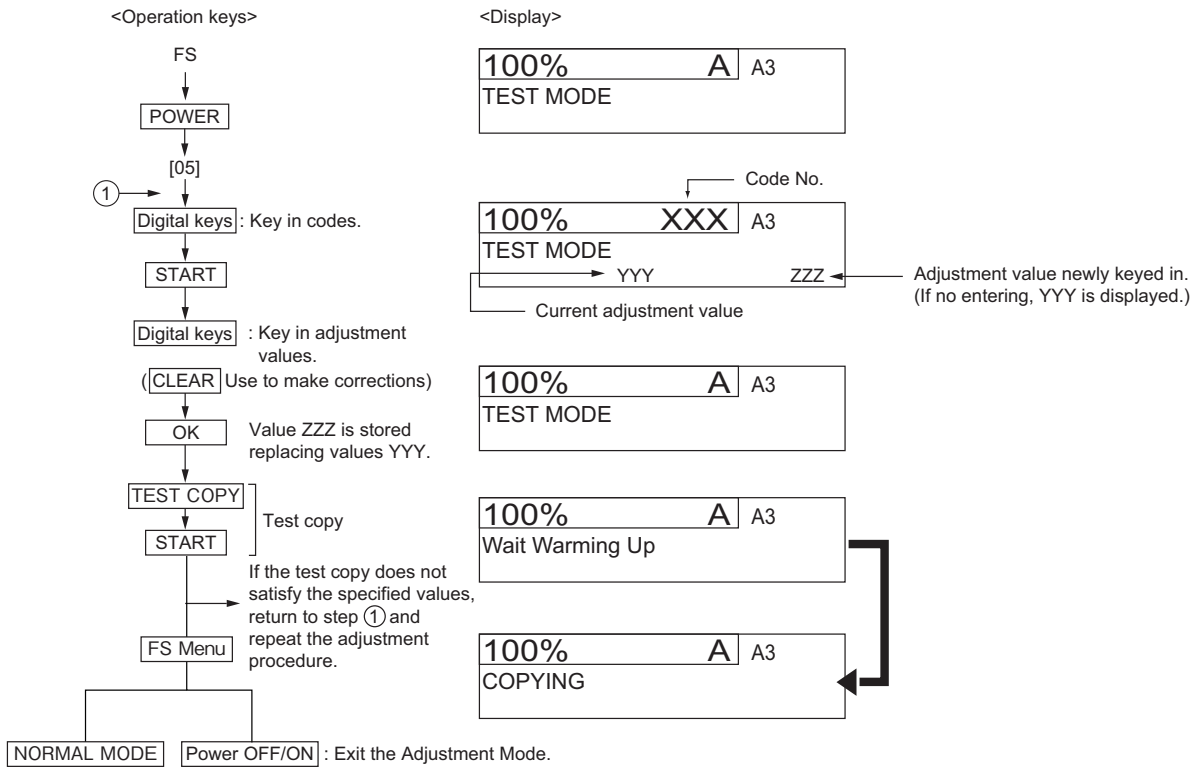 <Operation keys>
FS
POWER
[05]
1
Digital keys : Key in codes.
START
Digital keys : Key in adjustment
values.
(CLEAR Use to make corrections)
OK
Value ZZZ is stored
replacing values YYY.
TEST COPY
START
Test copy
If the test copy does not
satisfy the specified values,
return to step 1 and
repeat the adjustment
procedure.
FS Menu
NORMAL MODE
Power OFF/ON : Exit the Adjustment Mode.
<Display>
100% A A3
TEST MODE
Code No.
100% XXX A3
TEST MODE
YYY ZZZ
Adjustment value newly keyed in.
(If no entering, YYY is displayed.)
Current adjustment value
100% A A3
TEST MODE
100% A A3
Wait Warming Up
100% A A3
COPYING